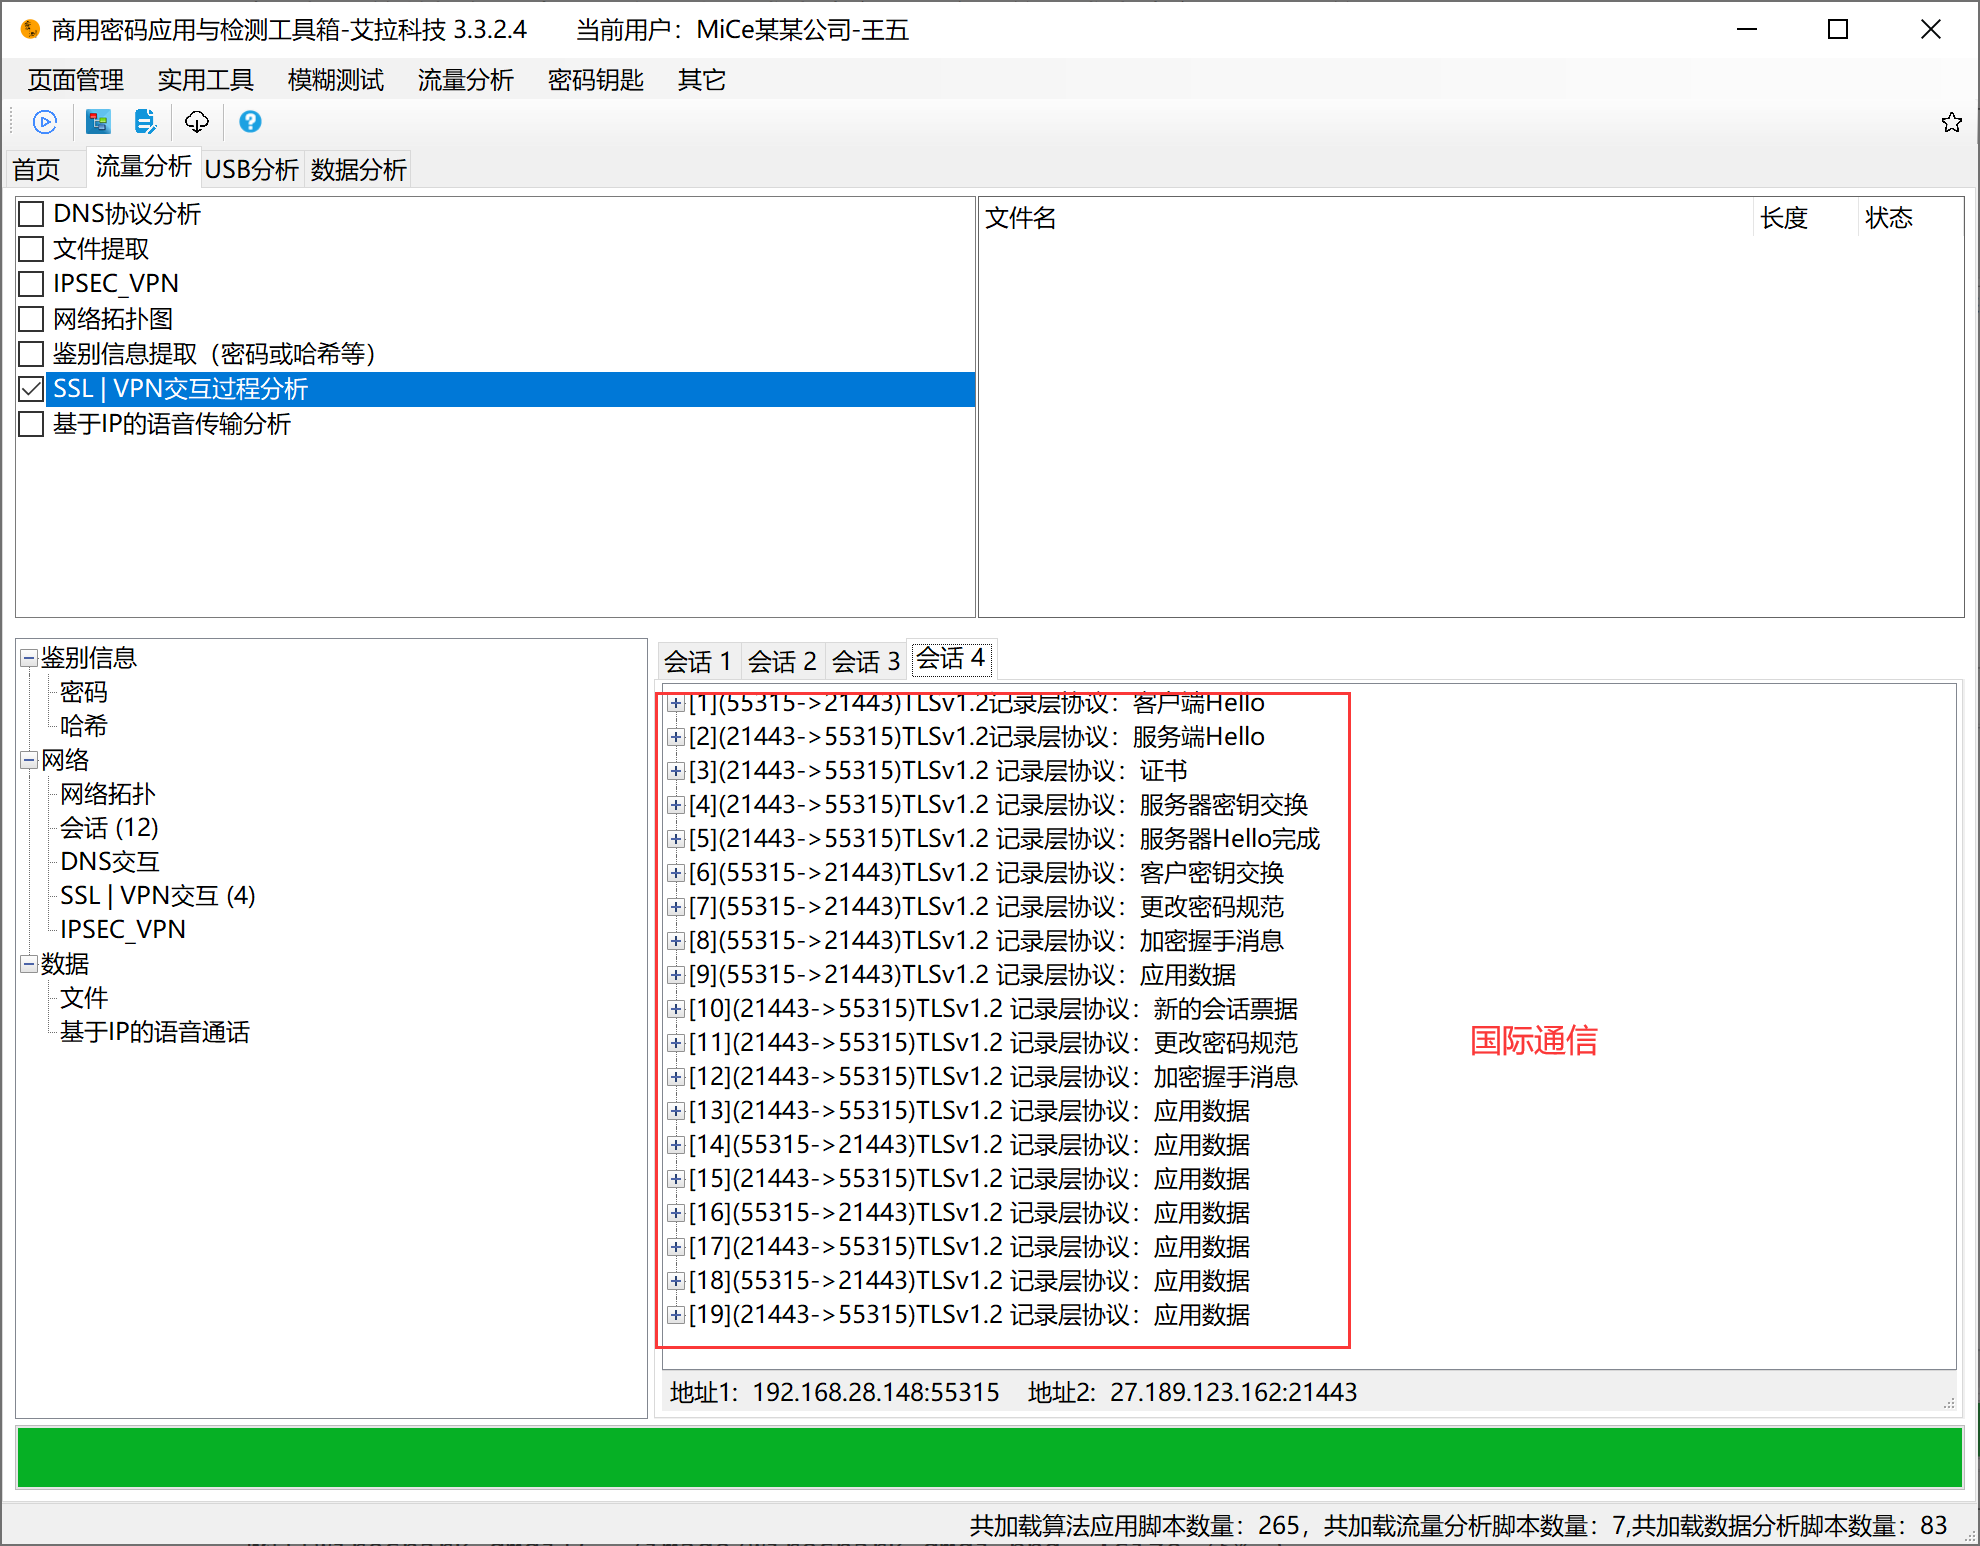 商用密码应用与检测工具箱-艾拉科技 3.3.2.4 当前用户：MiCe某某公司-王五
页面管理 实用工具 模糊测试 流量分析 密码钥匙 其它
首页 流量分析 USB分析 数据分析
DNS协议分析
文件提取
IPSEC_VPN
网络拓扑图
鉴别信息提取（密码或哈希等）
SSL | VPN交互过程分析
基于IP的语音传输分析
文件名 长度 状态
鉴别信息
密码
哈希
网络
网络拓扑
会话 (12)
DNS交互
SSL | VPN交互 (4)
IPSEC_VPN
数据
文件
基于IP的语音通话
会话 1 会话 2 会话 3 会话 4
[1](55315->21443)TLSv1.2记录层协议：客户端Hello
[2](21443->55315)TLSv1.2记录层协议：服务端Hello
[3](21443->55315)TLSv1.2 记录层协议：证书
[4](21443->55315)TLSv1.2 记录层协议：服务器密钥交换
[5](21443->55315)TLSv1.2 记录层协议：服务器Hello完成
[6](55315->21443)TLSv1.2 记录层协议：客户密钥交换
[7](55315->21443)TLSv1.2 记录层协议：更改密码规范
[8](55315->21443)TLSv1.2 记录层协议：加密握手消息
[9](55315->21443)TLSv1.2 记录层协议：应用数据
[10](21443->55315)TLSv1.2 记录层协议：新的会话票据
[11](21443->55315)TLSv1.2 记录层协议：更改密码规范
[12](21443->55315)TLSv1.2 记录层协议：加密握手消息
[13](21443->55315)TLSv1.2 记录层协议：应用数据
[14](55315->21443)TLSv1.2 记录层协议：应用数据
[15](21443->55315)TLSv1.2 记录层协议：应用数据
[16](55315->21443)TLSv1.2 记录层协议：应用数据
[17](21443->55315)TLSv1.2 记录层协议：应用数据
[18](55315->21443)TLSv1.2 记录层协议：应用数据
[19](21443->55315)TLSv1.2 记录层协议：应用数据
国际通信
地址1：192.168.28.148:55315 地址2：27.189.123.162:21443
共加载算法应用脚本数量：265，共加载流量分析脚本数量：7,共加载数据分析脚本数量：83